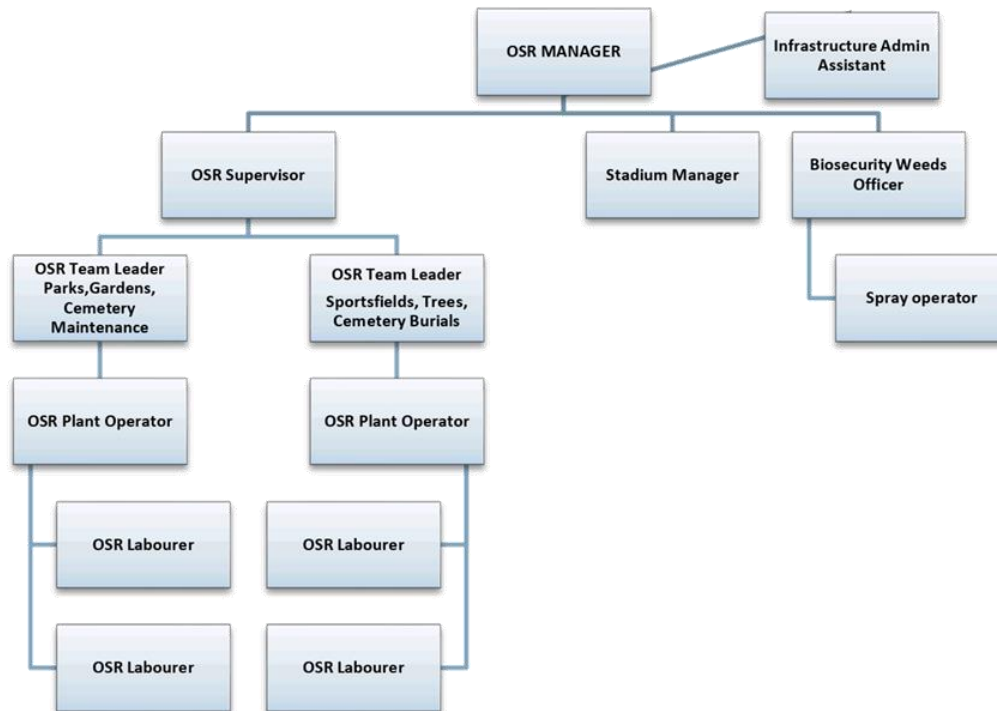 OSR MANAGER
Infrastructure Admin
Assistant
OSR Supervisor
Stadium Manager
Biosecurity Weeds
Officer
OSR Team Leader
Parks,Gardens,
Cemetery
Maintenance
OSR Team Leader
Sportsfields, Trees,
Cemetery Burials
Spray operator
OSR Plant Operator
OSR Plant Operator
OSR Labourer
OSR Labourer
OSR Labourer
OSR Labourer